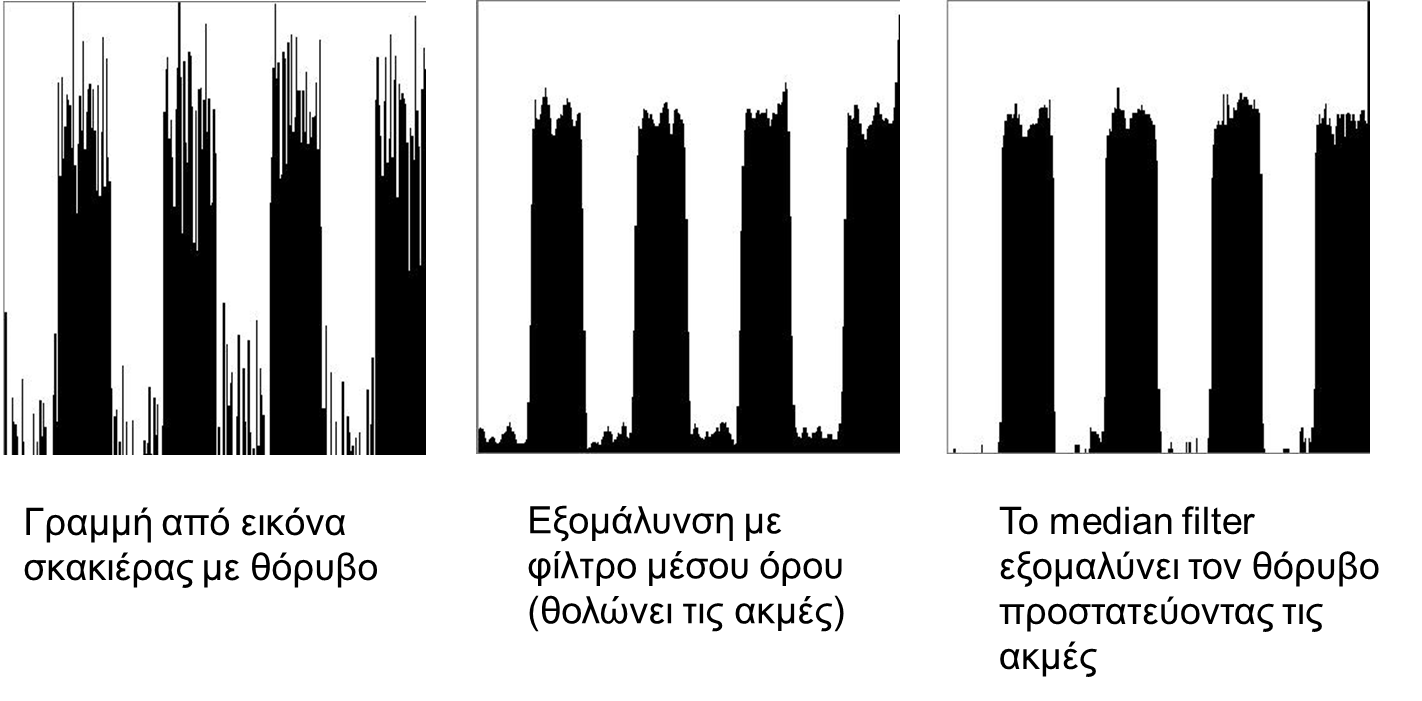 Γραμμή από εικόνα
σκακιέρας με θόρυβο
Εξομάλυνση με
φίλτρο μέσου όρου
(θολώνει τις ακμές)
Το median filter
εξομαλύνει τον θόρυβο
προστατεύοντας τις
ακμές